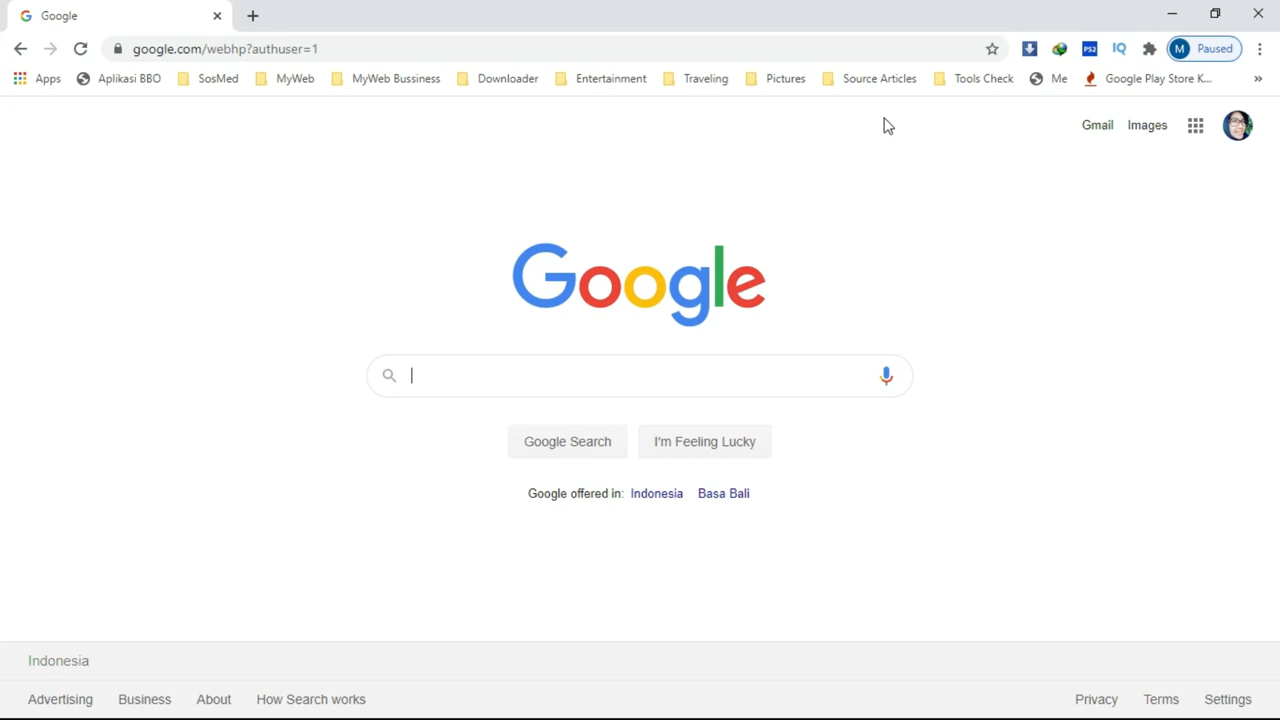 Google
google.com/webhp?authuser=1
PS2 IQ M Paused
Apps Aplikasi BBO SosMed MyWeb MyWeb Bussiness Downloader Entertainment Traveling Pictures Source Articles Tools Check Me Google Play Store K... »
Gmail Images
Google
Google Search I'm Feeling Lucky
Google offered in: Indonesia Basa Bali
Indonesia
Advertising Business About How Search works Privacy Terms Settings